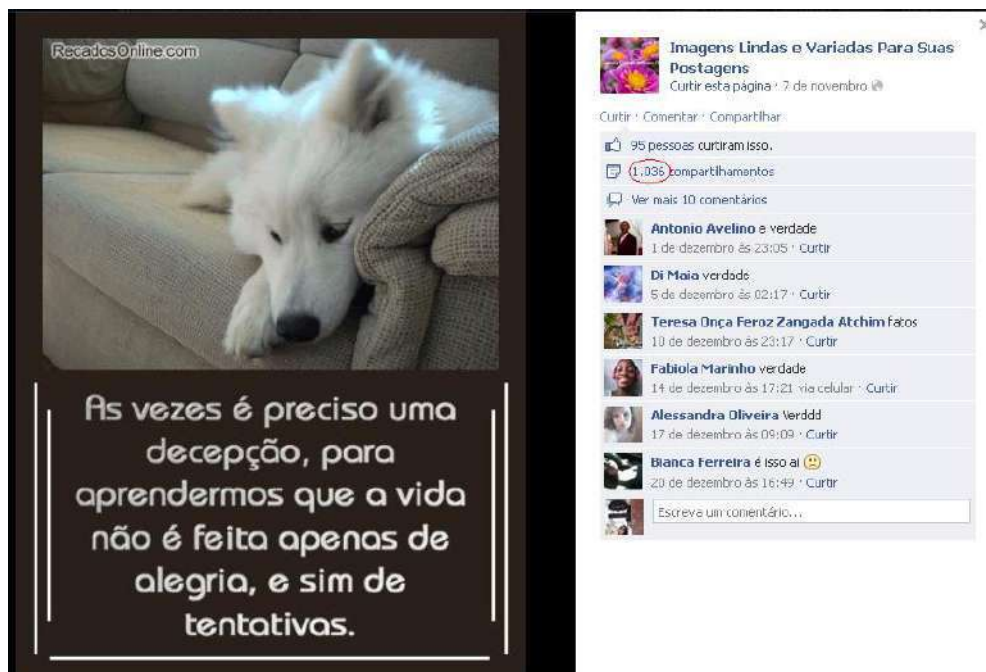 RecadosOnline.com
As vezes é preciso uma
decepção, para
aprendermos que a vida
não é feita apenas de
alegria, e sim de
tentativas.
Imagens Lindas e Variadas Para Suas
Postagens
Curtir esta página · 7 de novembro
Curtir · Comentar · Compartilhar
95 pessoas curtiram isso.
1.036 compartilhamentos
Ver mais 10 comentários
Antonio Avelino e verdade
1 de dezembro às 23:05 · Curtir
Di Maia verdade
5 de dezembro às 02:17 · Curtir
Teresa Onça Feroz Zangada Atchim fatos
10 de dezembro às 23:17 · Curtir
Fabiola Marinho verdade
14 de dezembro às 17:21 via celular · Curtir
Alessandra Oliveira Verddd
17 de dezembro às 09:09 · Curtir
Bianca Ferreira é isso ai
20 de dezembro às 16:49 · Curtir
Escreva um comentário...